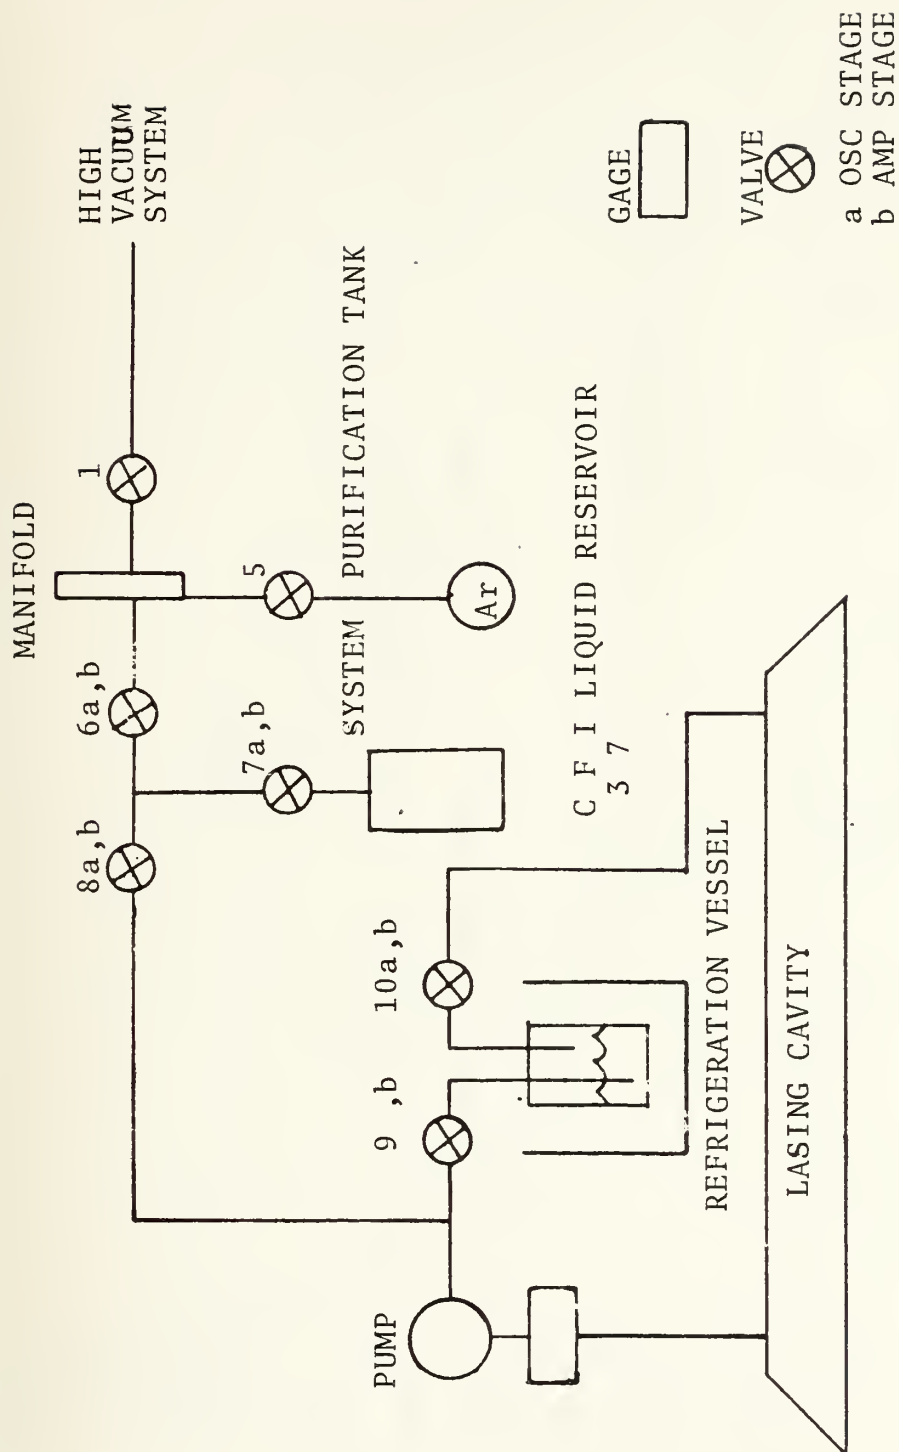 MANIFOLD
HIGH
VACUUM
SYSTEM
1
6a,b
8a,b
5
7a,b
Ar
SYSTEM PURIFICATION TANK
C F I LIQUID RESERVOIR
3 7
10a,b
9 ,b
PUMP
REFRIGERATION VESSEL
LASING CAVITY
GAGE
VALVE
a OSC STAGE
b AMP STAGE